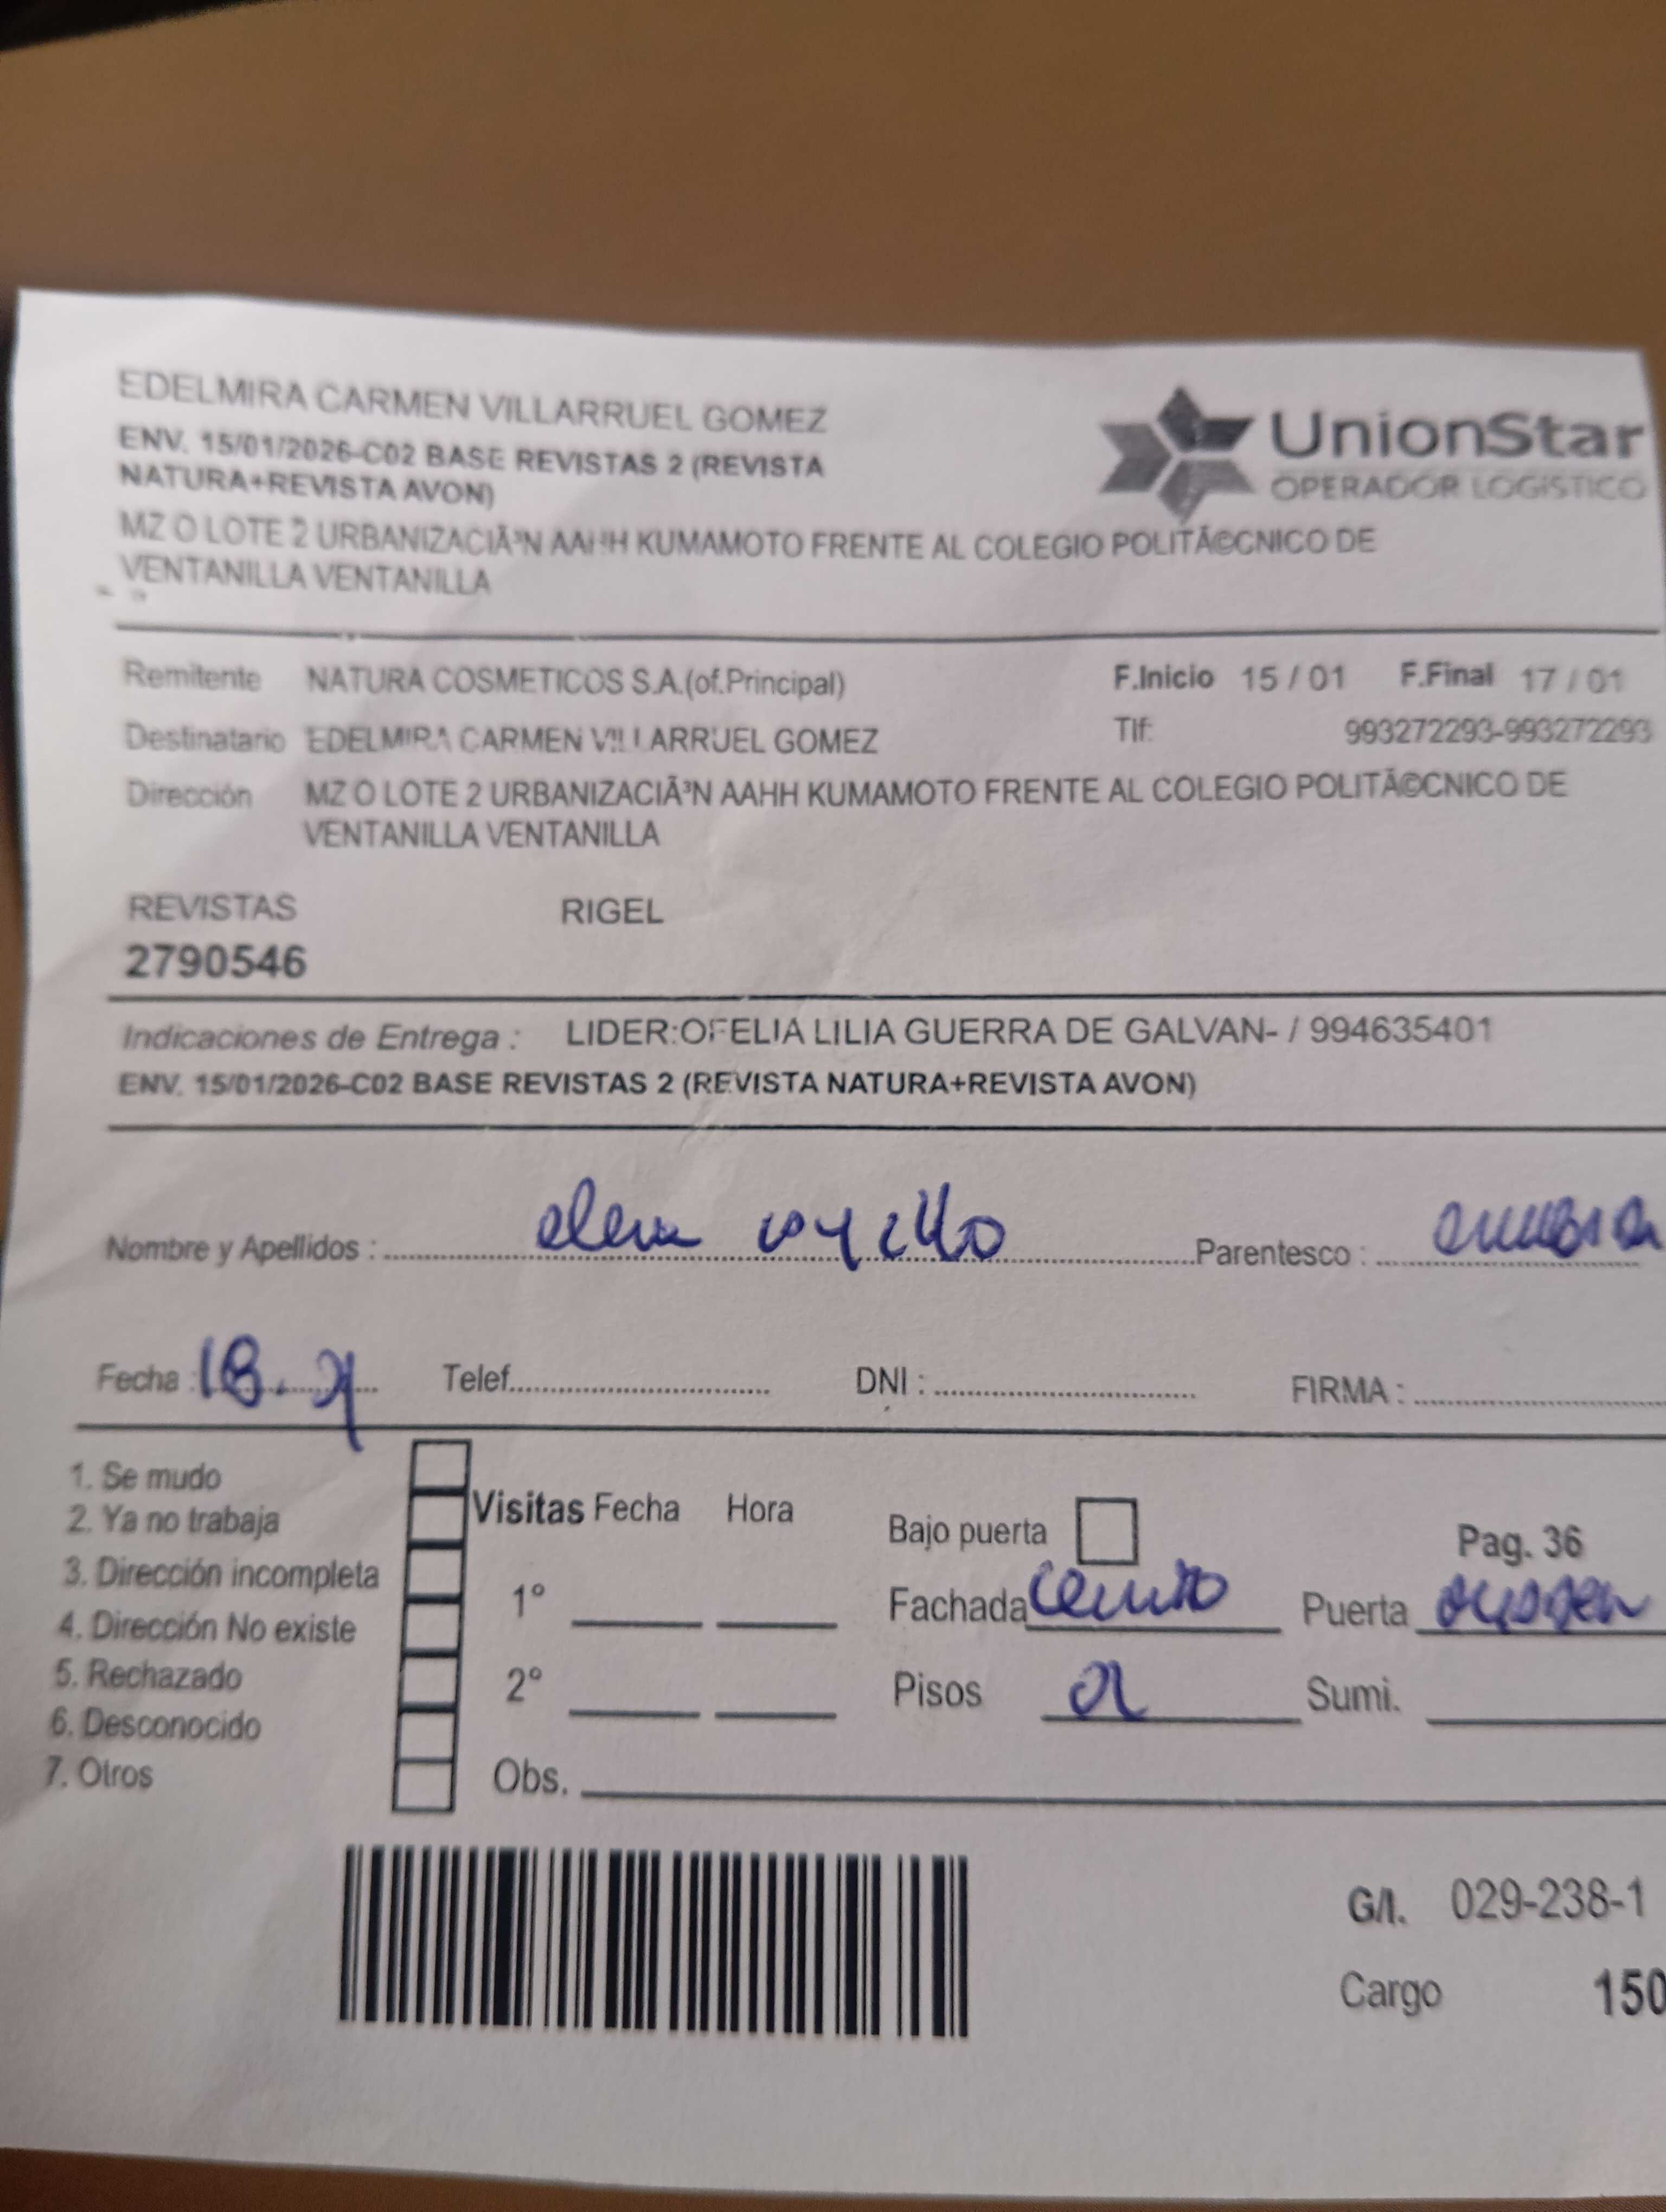 EDELMIRA CARMEN VILLARRUEL GOMEZ
ENV. 15/01/2026-C02 BASE REVISTAS 2 (REVISTA
NATURA+REVISTA AVON)
UnionStar
OPERADOR LOGÍSTICO
MZ O LOTE 2 URBANIZACIÃ³N AAHH KUMAMOTO FRENTE AL COLEGIO POLITÃ©CNICO DE
VENTANILLA VENTANILLA
Remitente NATURA COSMETICOS S.A.(of.Principal) F.Inicio 15 / 01 F.Final 17 / 01
Destinatario EDELMIRA CARMEN VILLARRUEL GOMEZ Tlf: 993272293-993272293
Dirección MZ O LOTE 2 URBANIZACIÃ³N AAHH KUMAMOTO FRENTE AL COLEGIO POLITÃ©CNICO DE
VENTANILLA VENTANILLA
REVISTAS RIGEL
2790546
Indicaciones de Entrega : LIDER:OFELIA LILIA GUERRA DE GALVAN- / 994635401
ENV. 15/01/2026-C02 BASE REVISTAS 2 (REVISTA NATURA+REVISTA AVON)
Nombre y Apellidos : elena Parentesco :
Fecha : 18. Telef. DNI : FIRMA :
1. Se mudo
2. Ya no trabaja
3. Dirección incompleta
4. Dirección No existe
5. Rechazado
6. Desconocido
7. Otros
Visitas Fecha Hora
1°
2°
Obs.
Bajo puerta Pag. 36
Fachada Puerta
Pisos Sumi.
G/I. 029-238-1
Cargo 150